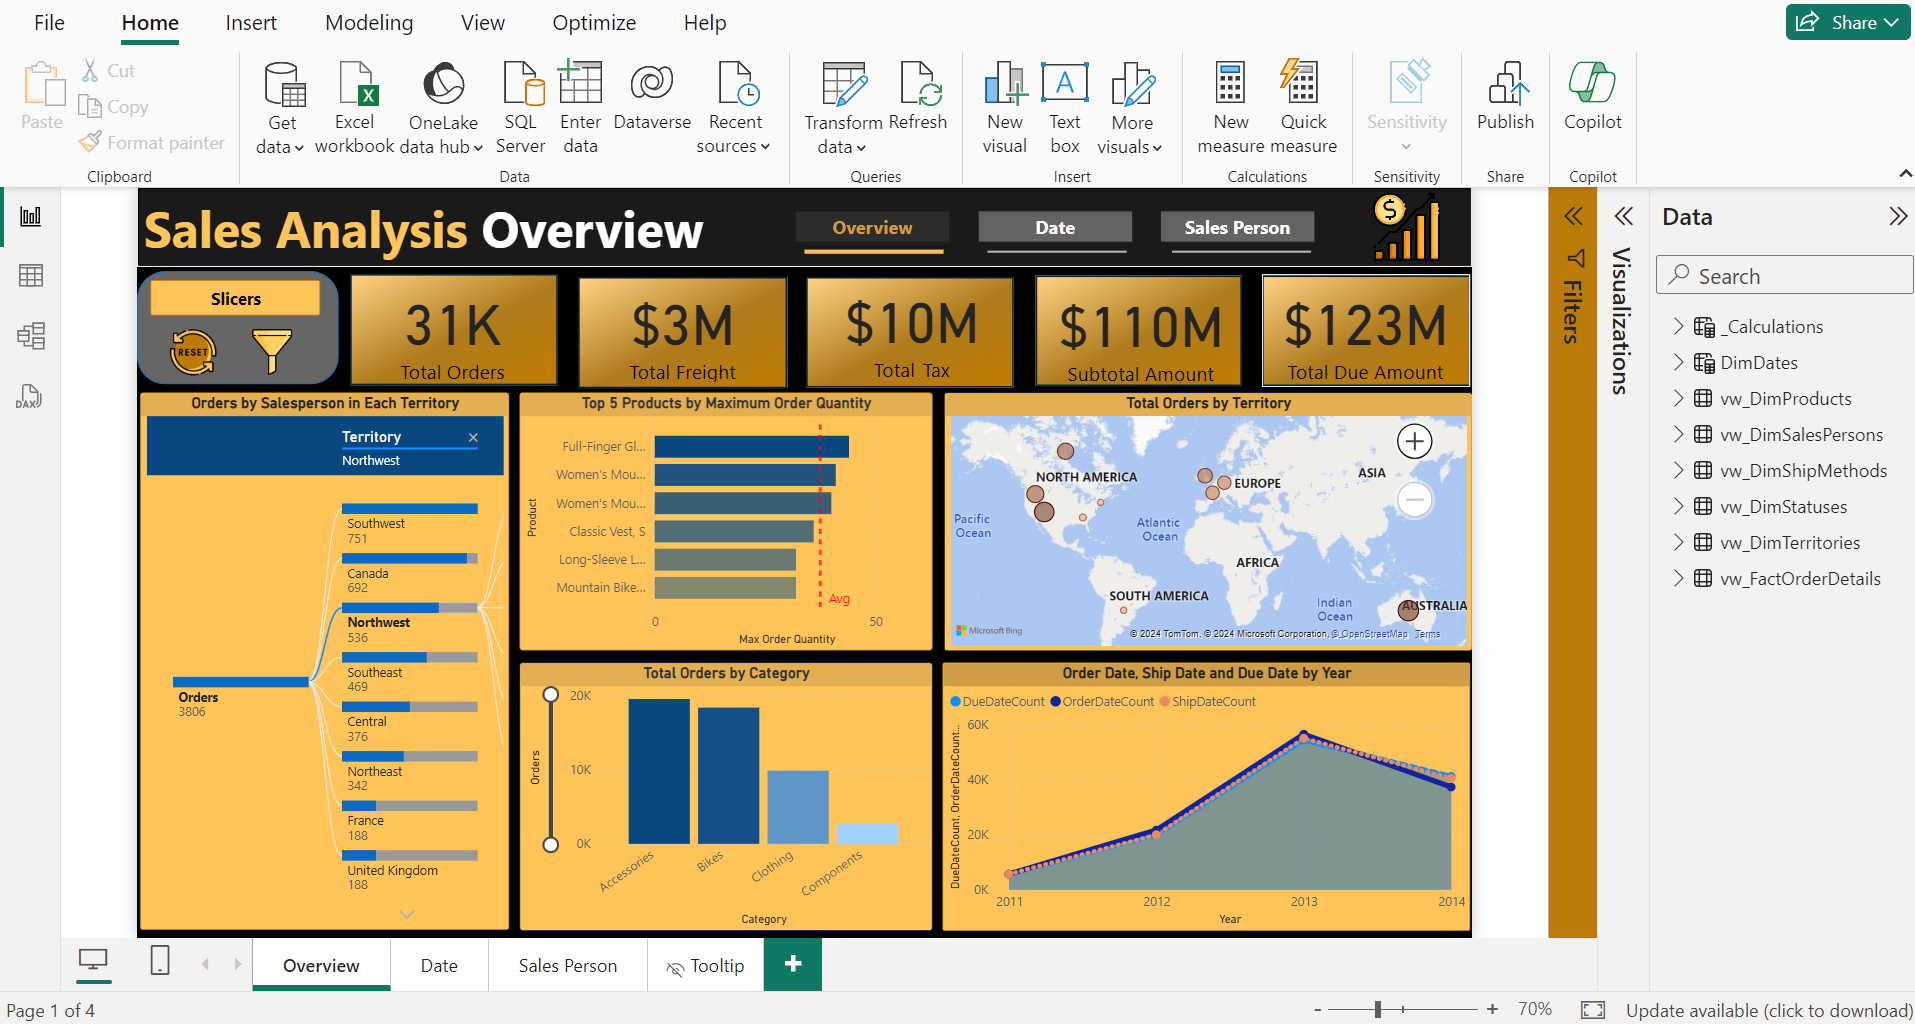 File Home Insert Modeling View Optimize Help Share
Paste Cut Copy Format painter
Clipboard
Get data Excel workbook OneLake data hub SQL Server Enter data Dataverse Recent sources
Data
Transform data Refresh
Queries
New visual Text box More visuals
Insert
New measure Quick measure
Calculations
Sensitivity
Sensitivity
Publish
Share
Copilot
Copilot
Sales Analysis Overview
Overview Date Sales Person
Slicers
RESET
31K
Total Orders
$3M
Total Freight
$10M
Total Tax
$110M
Subtotal Amount
$123M
Total Due Amount
Orders by Salesperson in Each Territory
Territory
Northwest
Orders
3806
Southwest
751
Canada
692
Northwest
536
Southeast
469
Central
376
Northeast
342
France
188
United Kingdom
188
Top 5 Products by Maximum Order Quantity
Product
Full-Finger Gl...
Women's Mou...
Women's Mou...
Classic Vest, S
Long-Sleeve L...
Mountain Bike...
Avg
0 50
Max Order Quantity
Total Orders by Territory
NORTH AMERICA
EUROPE
ASIA
Pacific Ocean
Atlantic Ocean
AFRICA
SOUTH AMERICA
Indian Ocean
AUSTRALIA
Microsoft Bing
© 2024 TomTom, © 2024 Microsoft Corporation, © OpenStreetMap Terms
Total Orders by Category
Orders
20K
10K
0K
Accessories Bikes Clothing Components
Category
Order Date, Ship Date and Due Date by Year
DueDateCount OrderDateCount ShipDateCount
DueDateCount, OrderDateCount...
60K
40K
20K
0K
2011 2012 2013 2014
Year
Filters
Visualizations
Data
Search
_Calculations
DimDates
vw_DimProducts
vw_DimSalesPersons
vw_DimShipMethods
vw_DimStatuses
vw_DimTerritories
vw_FactOrderDetails
DAX
Overview Date Sales Person Tooltip
Page 1 of 4
- + 70%
Update available (click to download)